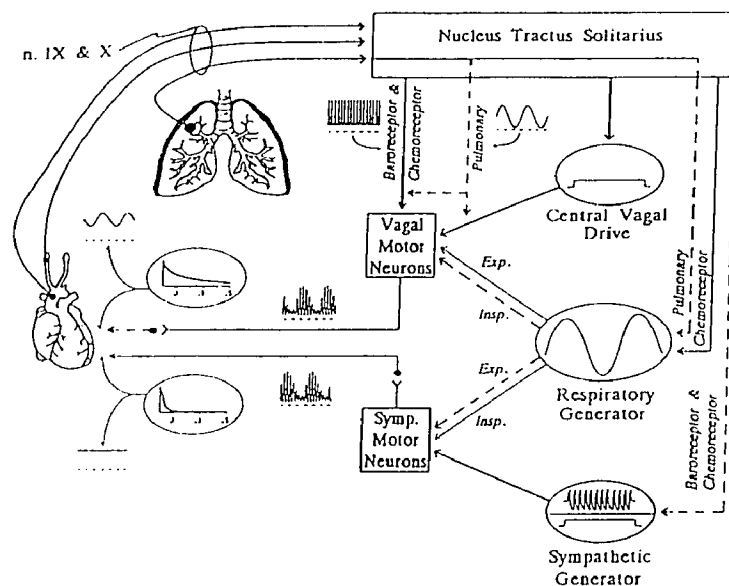 n. IX & X
Nucleus Tractus Solitarius
Baroreceptor &
Chemoreceptor
Pulmonary
Central Vagal
Drive
Vagal
Motor
Neurons
Exp.
Insp.
Pulmonary
Chemoreceptor
Exp.
Insp.
Respiratory
Generator
Symp.
Motor
Neurons
Baroreceptor &
Chemoreceptor
Sympathetic
Generator